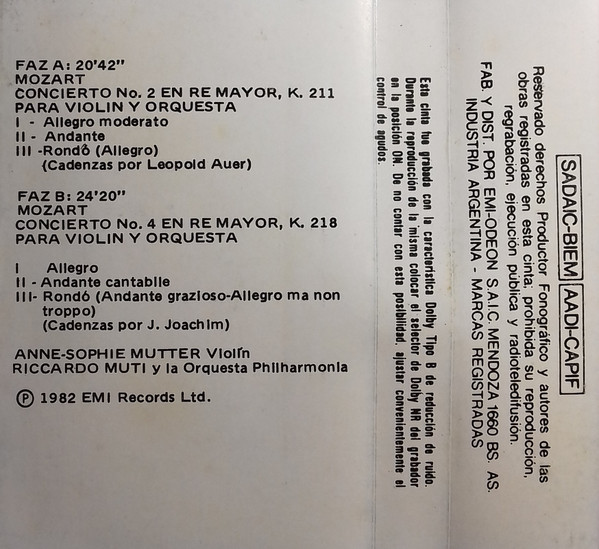 FAZ A: 20'42"
MOZART
CONCIERTO No. 2 EN RE MAYOR, K. 211
PARA VIOLIN Y ORQUESTA
I - Allegro moderato
II - Andante
III -Rondô (Allegro)
(Cadenzas por Leopold Auer)
FAZ B: 24'20"
MOZART
CONCIERTO No. 4 EN RE MAYOR, K. 218
PARA VIOLIN Y ORQUESTA
I Allegro
II - Andante cantabile
III- Rondó (Andante grazioso-Allegro ma non
troppo)
(Cadenzas por J. Joachim)
ANNE-SOPHIE MUTTER Violín
RICCARDO MUTI y la Orquesta Philharmonia
Ⓟ 1982 EMI Records Ltd.
Esta cinta fue grabada con la característica Dolby Tipo B de reducción de ruido.
Durante la reproducción de la misma colocar el selector de Dolby NR del grabador
en la posición ON. De no contar con esta posibilidad, ajustar convenientemente el
control de agudos.
SADAIC-BIEM AADI-CAPIF
Reservado derechos Productor Fonográfico y autores de las
obras registradas en esta cinta; prohibida su reproducción,
regrabación, ejecución pública y radioteledifusión.
FAB. Y DIST. POR EMI-ODEON S.A.I.C. MENDOZA 1660 BS. AS.
INDUSTRIA ARGENTINA - MARCAS REGISTRADAS